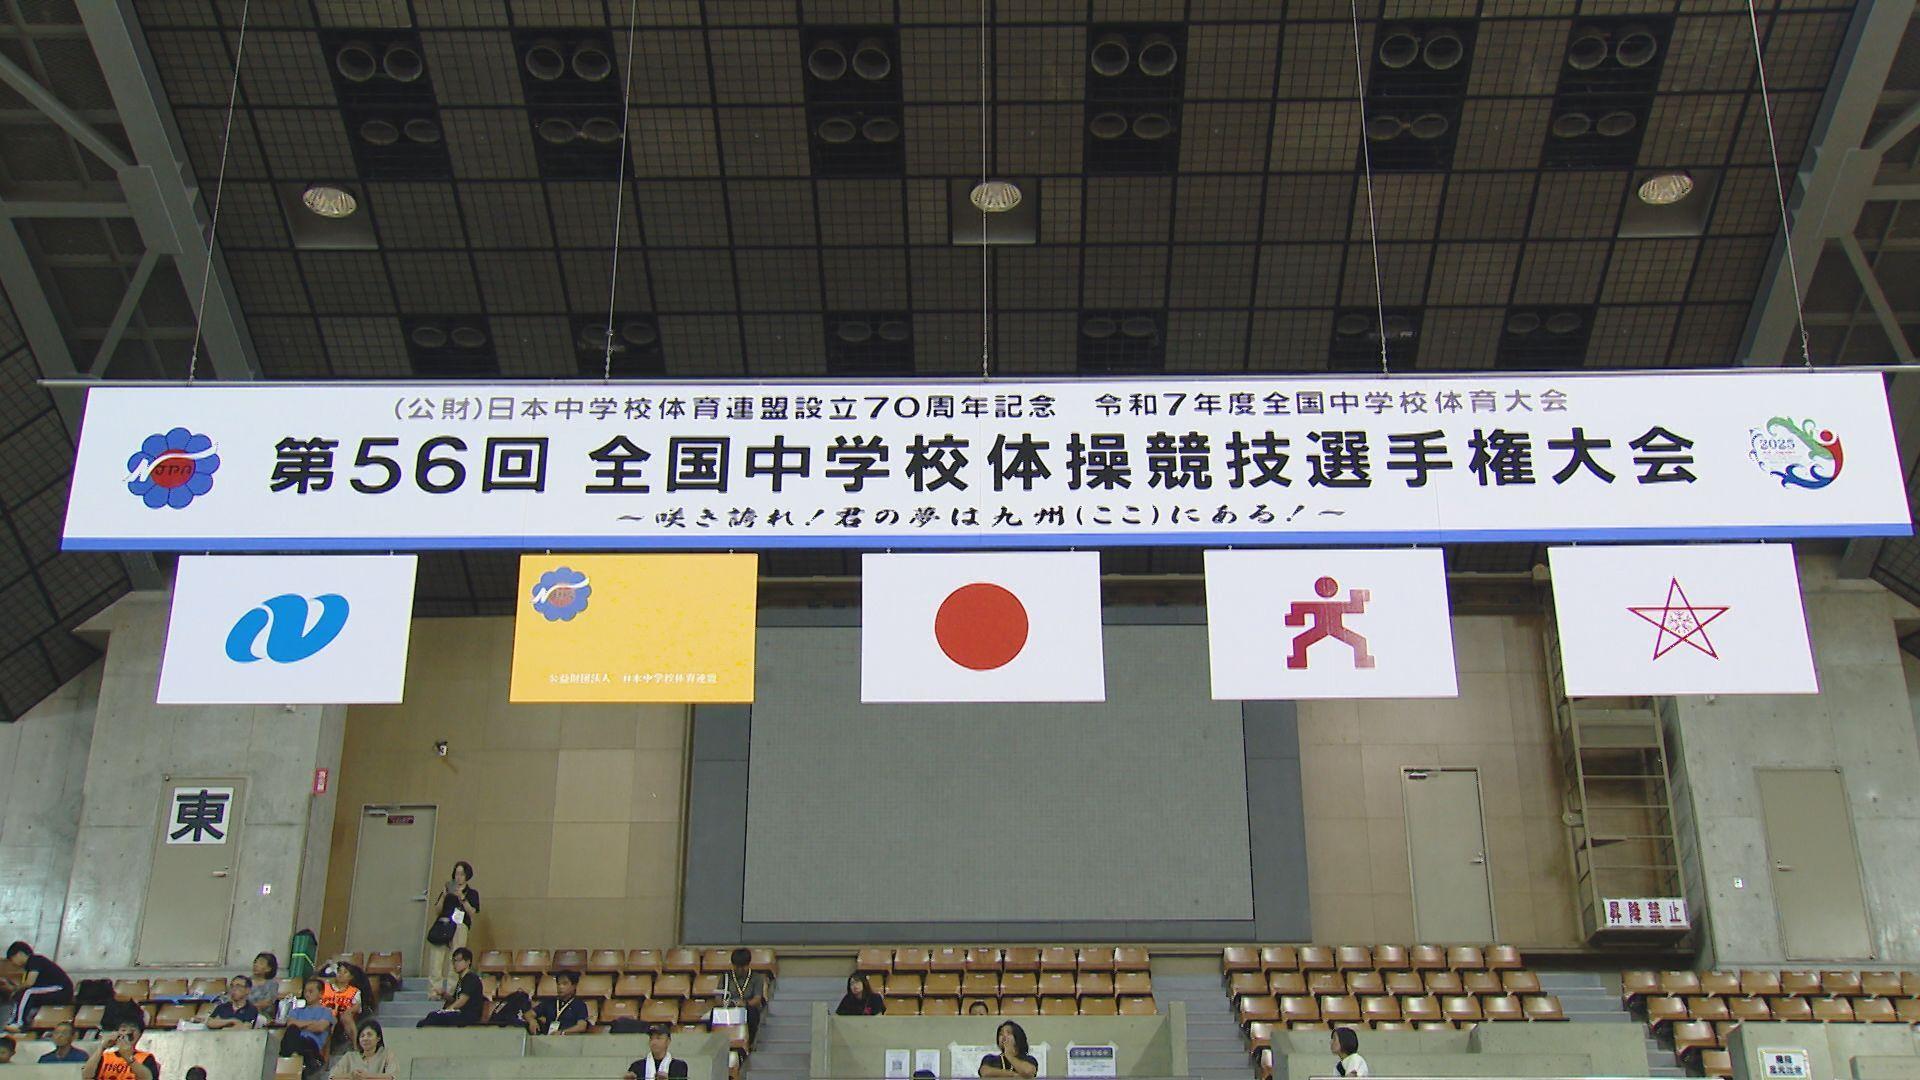 (公財)日本中学校体育連盟設立70周年記念　令和7年度全国中学校体育大会
NJPA
第56回 全国中学校体操競技選手権大会
2025
～咲き誇れ！君の夢は九州(ここ)にある！～
公益財団法人　日本中学校体育連盟
東
昇降禁止